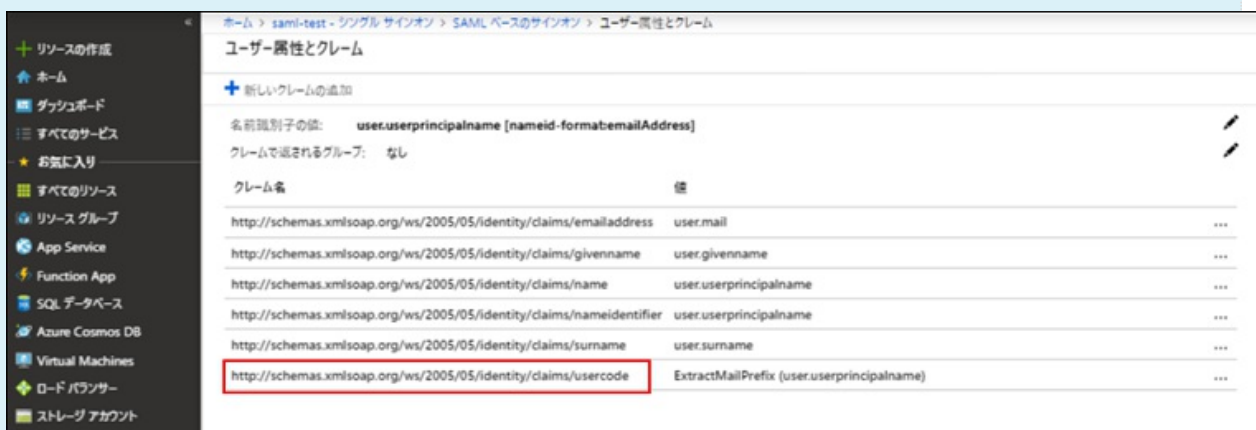 «
ホーム > saml-test - シングル サインオン > SAML ベースのサインオン > ユーザー属性とクレーム
ユーザー属性とクレーム
リソースの作成
ホーム
ダッシュボード
すべてのサービス
お気に入り
すべてのリソース
リソース グループ
App Service
Function App
SQL データベース
Azure Cosmos DB
Virtual Machines
ロード バランサー
ストレージ アカウント
新しいクレームの追加
名前識別子の値: user.userprincipalname [nameid-format:emailAddress]
クレームで返されるグループ: なし
クレーム名 値
http://schemas.xmlsoap.org/ws/2005/05/identity/claims/emailaddress user.mail ...
http://schemas.xmlsoap.org/ws/2005/05/identity/claims/givenname user.givenname ...
http://schemas.xmlsoap.org/ws/2005/05/identity/claims/name user.userprincipalname ...
http://schemas.xmlsoap.org/ws/2005/05/identity/claims/nameidentifier user.userprincipalname ...
http://schemas.xmlsoap.org/ws/2005/05/identity/claims/surname user.surname ...
http://schemas.xmlsoap.org/ws/2005/05/identity/claims/usercode ExtractMailPrefix (user.userprincipalname) ...